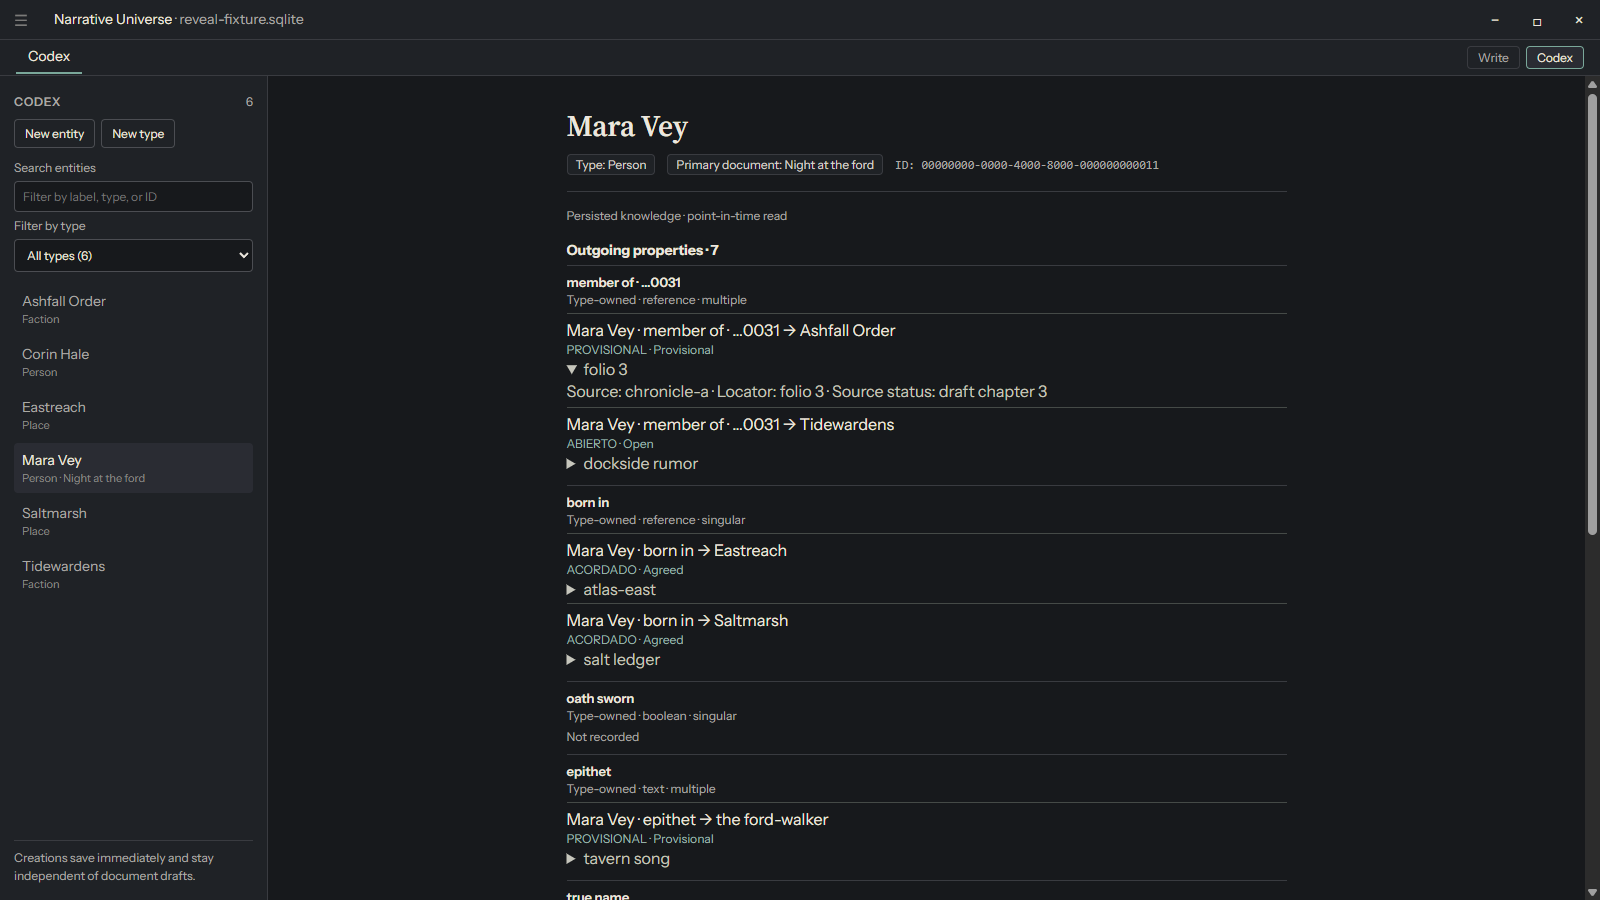 Narrative Universe · reveal-fixture.sqlite
Codex
Write
Codex
CODEX
6
New entity
New type
Search entities
Filter by label, type, or ID
Filter by type
All types (6)
Ashfall Order
Faction
Corin Hale
Person
Eastreach
Place
Mara Vey
Person · Night at the ford
Saltmarsh
Place
Tidewardens
Faction
Creations save immediately and stay
independent of document drafts.
Mara Vey
Type: Person
Primary document: Night at the ford
ID: 00000000-0000-4000-8000-000000000011
Persisted knowledge · point-in-time read
Outgoing properties · 7
member of · …0031
Type-owned · reference · multiple
Mara Vey · member of · …0031 → Ashfall Order
PROVISIONAL · Provisional
▼ folio 3
Source: chronicle-a · Locator: folio 3 · Source status: draft chapter 3
Mara Vey · member of · …0031 → Tidewardens
ABIERTO · Open
▶ dockside rumor
born in
Type-owned · reference · singular
Mara Vey · born in → Eastreach
ACORDADO · Agreed
▶ atlas-east
Mara Vey · born in → Saltmarsh
ACORDADO · Agreed
▶ salt ledger
oath sworn
Type-owned · boolean · singular
Not recorded
epithet
Type-owned · text · multiple
Mara Vey · epithet → the ford-walker
PROVISIONAL · Provisional
▶ tavern song
true name